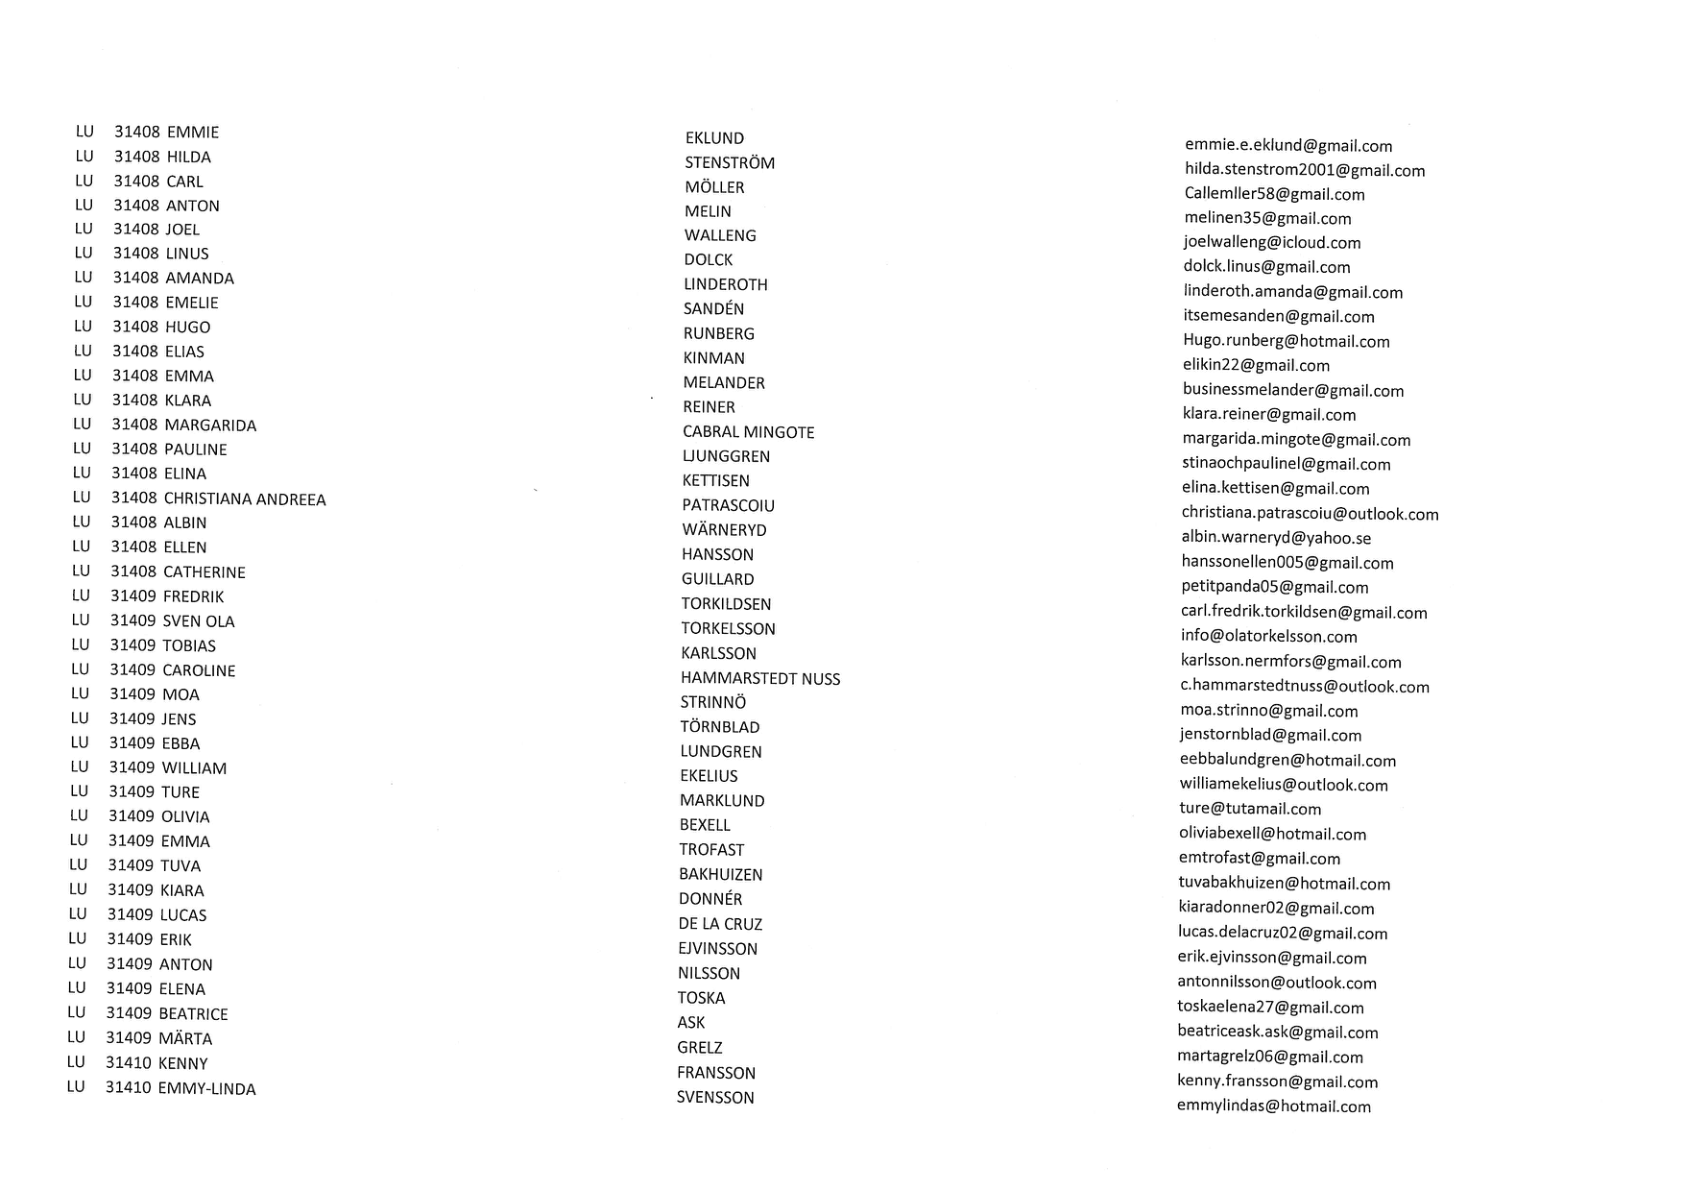 LU 31408 EMMIE EKLUND emmie.e.eklund@gmail.com
LU 31408 HILDA STENSTRÖM hilda.stenstrom2001@gmail.com
LU 31408 CARL MÖLLER Callemller58@gmail.com
LU 31408 ANTON MELIN melinen35@gmail.com
LU 31408 JOEL WALLENG joelwalleng@icloud.com
LU 31408 LINUS DOLCK dolck.linus@gmail.com
LU 31408 AMANDA LINDEROTH linderoth.amanda@gmail.com
LU 31408 EMELIE SANDÉN itsemesanden@gmail.com
LU 31408 HUGO RUNBERG Hugo.runberg@hotmail.com
LU 31408 ELIAS KINMAN elikin22@gmail.com
LU 31408 EMMA MELANDER businessmelander@gmail.com
LU 31408 KLARA REINER klara.reiner@gmail.com
LU 31408 MARGARIDA CABRAL MINGOTE margarida.mingote@gmail.com
LU 31408 PAULINE LJUNGGREN stinaochpaulinel@gmail.com
LU 31408 ELINA KETTISEN elina.kettisen@gmail.com
LU 31408 CHRISTIANA ANDREEA PATRASCOIU christiana.patrascoiu@outlook.com
LU 31408 ALBIN WÄRNERYD albin.warneryd@yahoo.se
LU 31408 ELLEN HANSSON hanssonellen005@gmail.com
LU 31408 CATHERINE GUILLARD petitpanda05@gmail.com
LU 31409 FREDRIK TORKILDSEN carl.fredrik.torkildsen@gmail.com
LU 31409 SVEN OLA TORKELSSON info@olatorkelsson.com
LU 31409 TOBIAS KARLSSON karlsson.nermfors@gmail.com
LU 31409 CAROLINE HAMMARSTEDT NUSS c.hammarstedtnuss@outlook.com
LU 31409 MOA STRINNÖ moa.strinno@gmail.com
LU 31409 JENS TÖRNBLAD jenstornblad@gmail.com
LU 31409 EBBA LUNDGREN eebbalundgren@hotmail.com
LU 31409 WILLIAM EKELIUS williamekelius@outlook.com
LU 31409 TURE MARKLUND ture@tutamail.com
LU 31409 OLIVIA BEXELL oliviabexell@hotmail.com
LU 31409 EMMA TROFAST emtrofast@gmail.com
LU 31409 TUVA BAKHUIZEN tuvabakhuizen@hotmail.com
LU 31409 KIARA DONNÉR kiaradonner02@gmail.com
LU 31409 LUCAS DE LA CRUZ lucas.delacruz02@gmail.com
LU 31409 ERIK EJVINSSON erik.ejvinsson@gmail.com
LU 31409 ANTON NILSSON antonnilsson@outlook.com
LU 31409 ELENA TOSKA toskaelena27@gmail.com
LU 31409 BEATRICE ASK beatriceask.ask@gmail.com
LU 31409 MÄRTA GRELZ martagrelz06@gmail.com
LU 31410 KENNY FRANSSON kenny.fransson@gmail.com
LU 31410 EMMY-LINDA SVENSSON emmylindas@hotmail.com